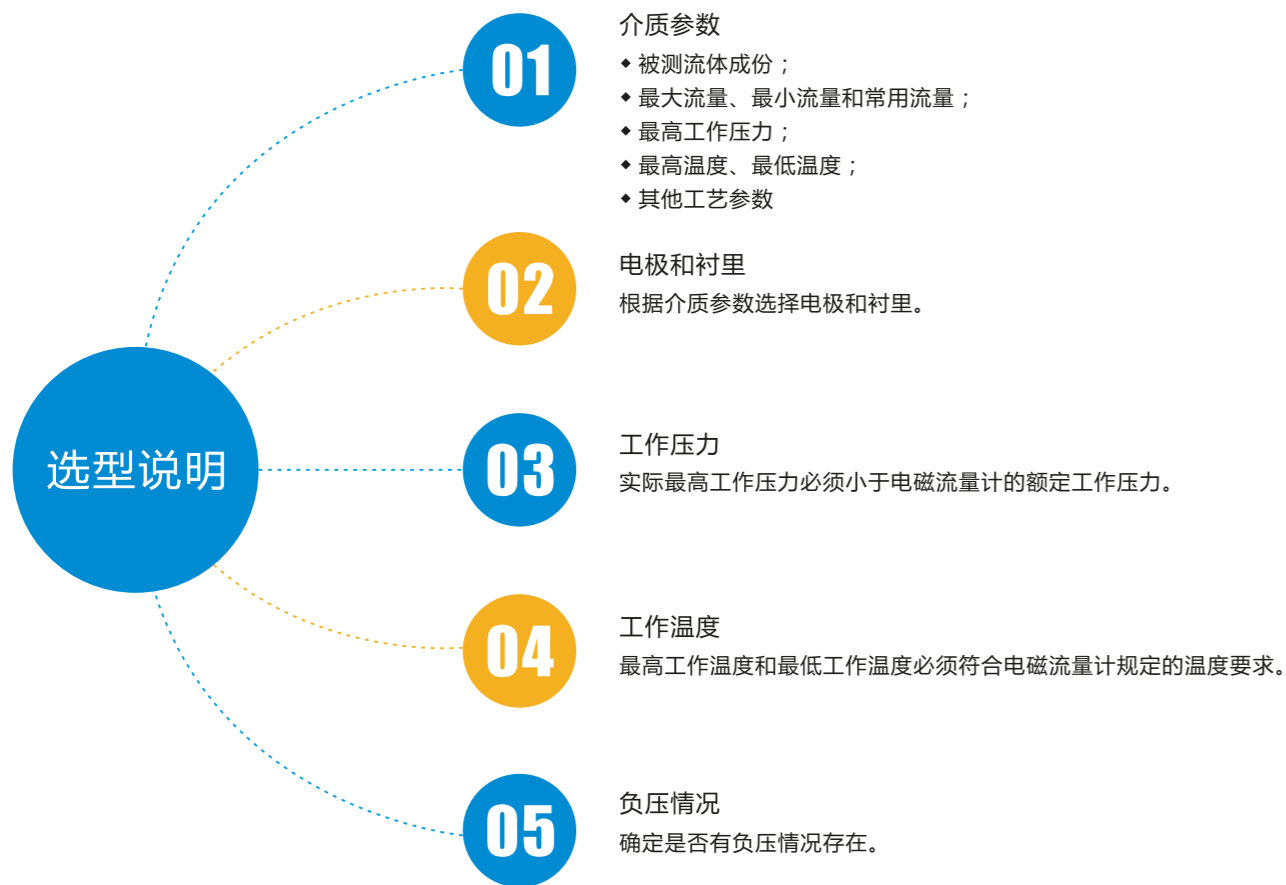 选型说明
01
介质参数
◆ 被测流体成份；
◆ 最大流量、最小流量和常用流量；
◆ 最高工作压力；
◆ 最高温度、最低温度；
◆ 其他工艺参数
02
电极和衬里
根据介质参数选择电极和衬里。
03
工作压力
实际最高工作压力必须小于电磁流量计的额定工作压力。
04
工作温度
最高工作温度和最低工作温度必须符合电磁流量计规定的温度要求。
05
负压情况
确定是否有负压情况存在。